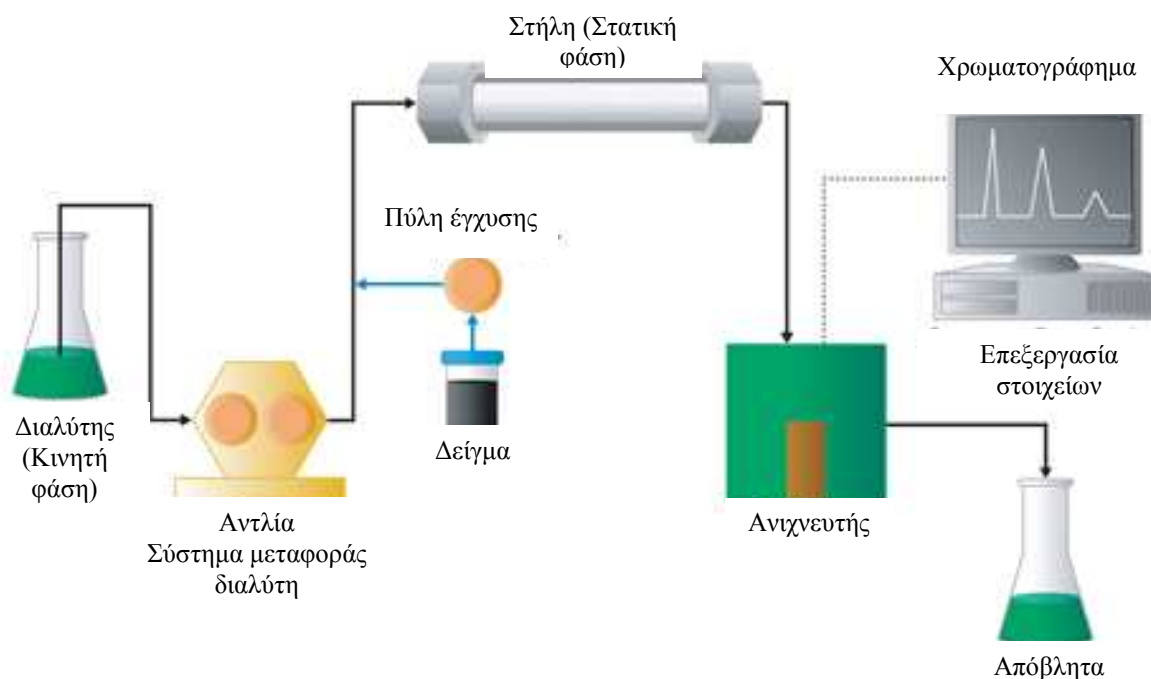 Στήλη (Στατική
φάση)
Χρωματογράφημα
Πύλη έγχυσης
Διαλύτης
(Κινητή
φάση)
Δείγμα
Επεξεργασία
στοιχείων
Αντλία
Σύστημα μεταφοράς
διαλύτη
Ανιχνευτής
Απόβλητα